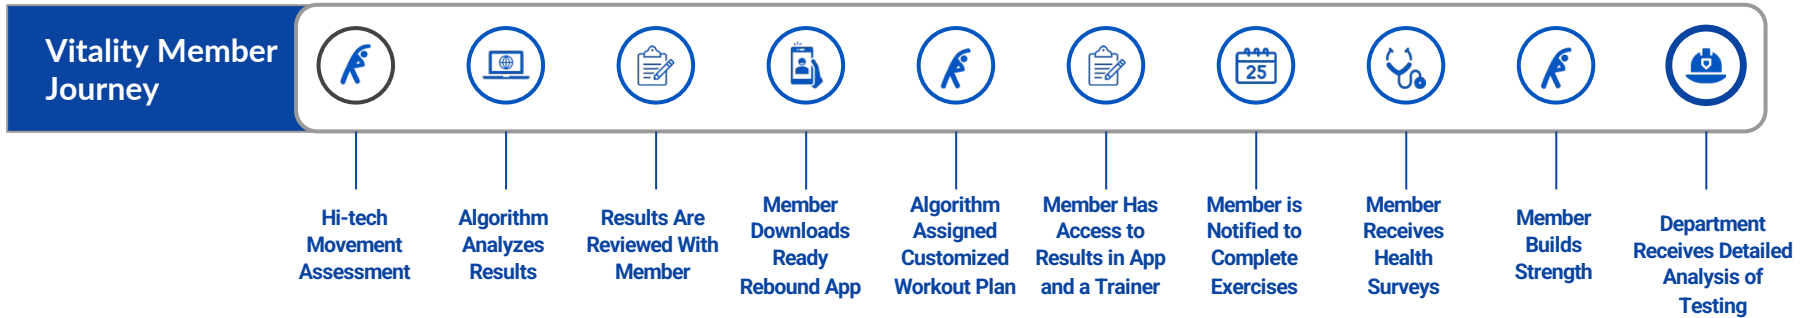 Vitality Member
Journey
25
Hi-tech
Movement
Assessment
Algorithm
Analyzes
Results
Results Are
Reviewed With
Member
Member
Downloads
Ready
Rebound App
Algorithm
Assigned
Customized
Workout Plan
Member Has
Access to
Results in App
and a Trainer
Member is
Notified to
Complete
Exercises
Member
Receives
Health
Surveys
Member
Builds
Strength
Department
Receives Detailed
Analysis of
Testing